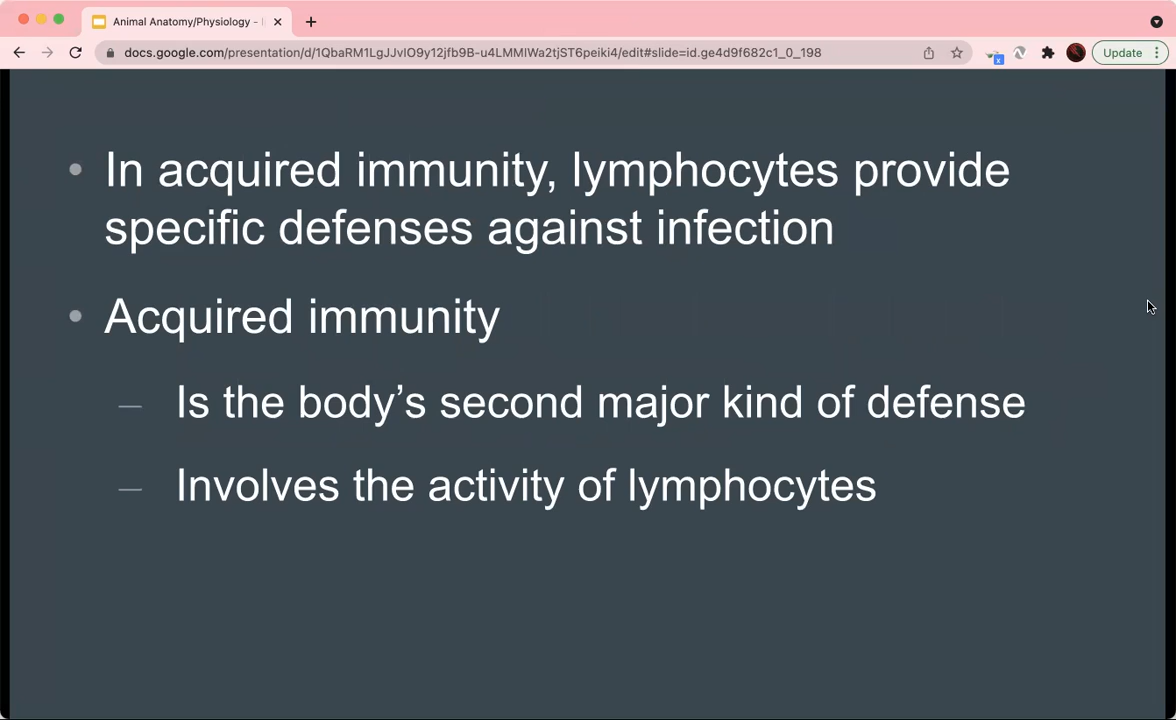 Animal Anatomy/Physiology -
docs.google.com/presentation/d/1QbaRM1LgJJvIO9y12jfb9B-u4LMMIWa2tjST6peiki4/edit#slide=id.ge4d9f682c1_0_198
x
Update
• In acquired immunity, lymphocytes provide
specific defenses against infection
• Acquired immunity
— Is the body’s second major kind of defense
— Involves the activity of lymphocytes